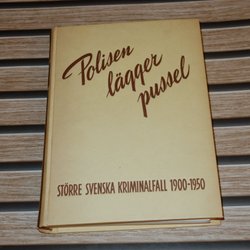 Polisen
lägger
pussel
STÖRRE SVENSKA KRIMINALFALL 1900-1950